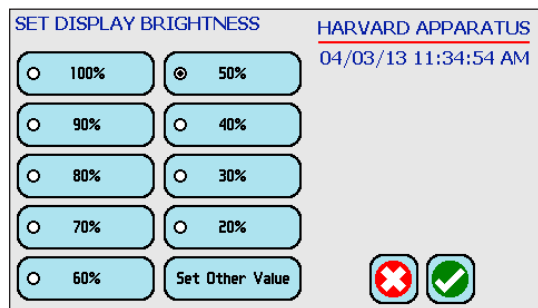 SET DISPLAY BRIGHTNESS
HARVARD APPARATUS
04/03/13 11:34:54 AM
100%
50%
90%
40%
80%
30%
70%
20%
60%
Set Other Value